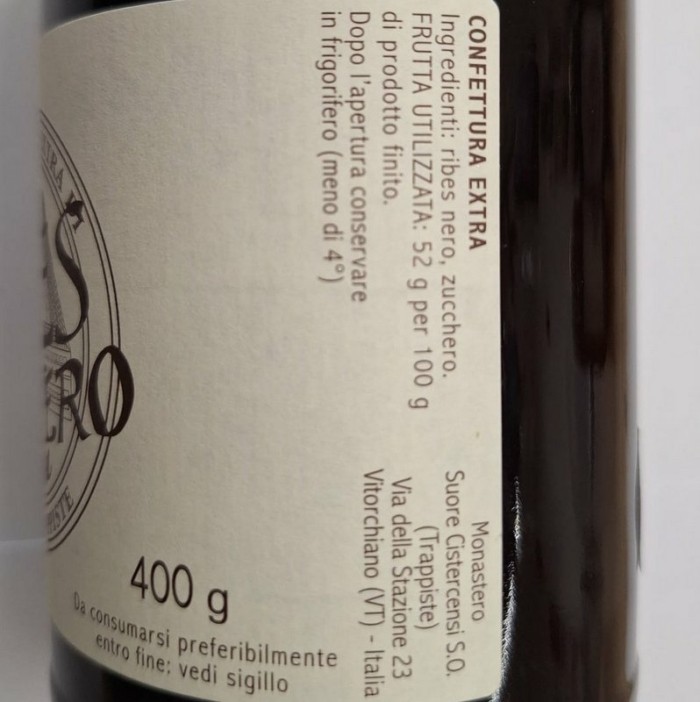 CONFETTURA EXTRA
Ingredienti: ribes nero, zucchero.
FRUTTA UTILIZZATA: 52 g per 100 g
di prodotto finito.
Dopo l'apertura conservare
in frigorifero (meno di 4°)
Monastero
Suore Cistercensi S.O.
(Trappiste)
Via della Stazione 23
Vitorchiano (VT) - Italia
400 g
Da consumarsi preferibilmente
entro fine: vedi sigillo